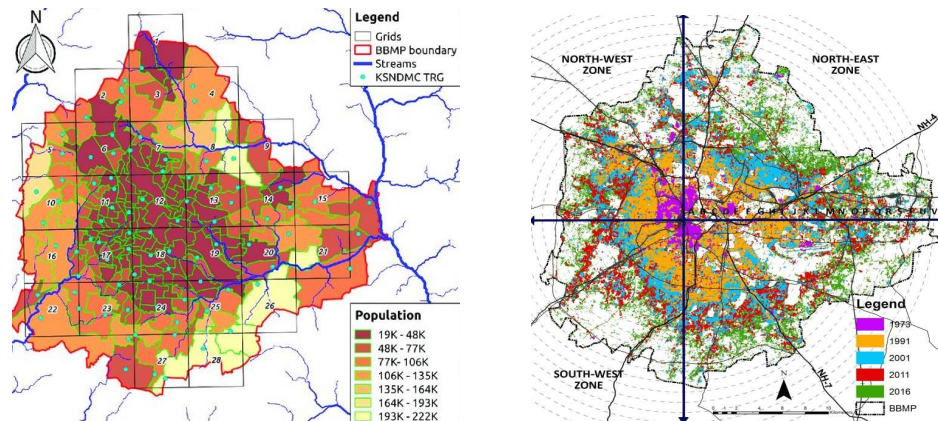 N
Legend
Grids
BBMP boundary
Streams
KSNDMC TRG
1
2
3
4
5
6
7
8
9
10
11
12
13
14
15
16
17
18
19
20
21
22
23
24
25
26
27
28
Population
19K - 48K
48K - 77K
77K - 106K
106K - 135K
135K - 164K
164K - 193K
193K - 222K
NORTH-WEST
ZONE
NORTH-EAST
ZONE
NH-4
SOUTH-WEST
ZONE
NH-7
N
Legend
1973
1991
2001
2011
2016
BBMP